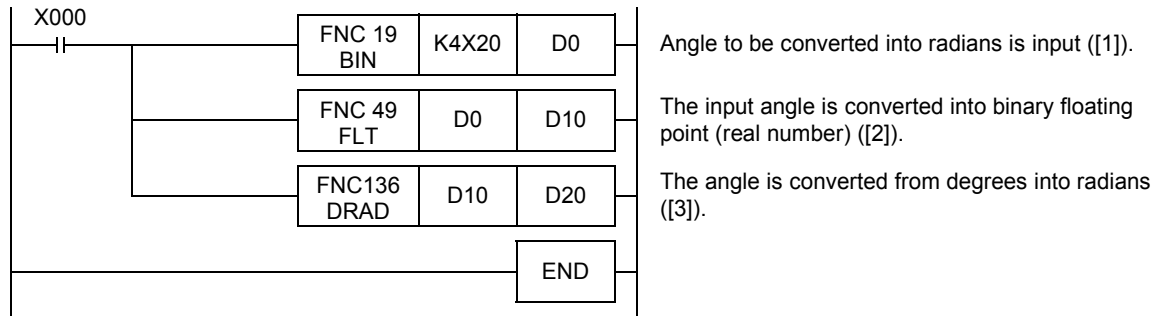 X000
FNC 19
BIN
K4X20
D0
Angle to be converted into radians is input ([1]).
FNC 49
FLT
D0
D10
The input angle is converted into binary floating
point (real number) ([2]).
FNC136
DRAD
D10
D20
The angle is converted from degrees into radians
([3]).
END